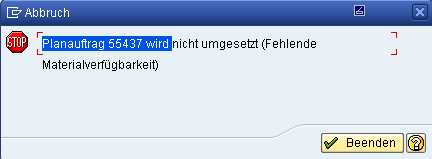 Abbruch
STOP
Planauftrag 55437 wird nicht umgesetzt (Fehlende
Materialverfügbarkeit)
Beenden
?